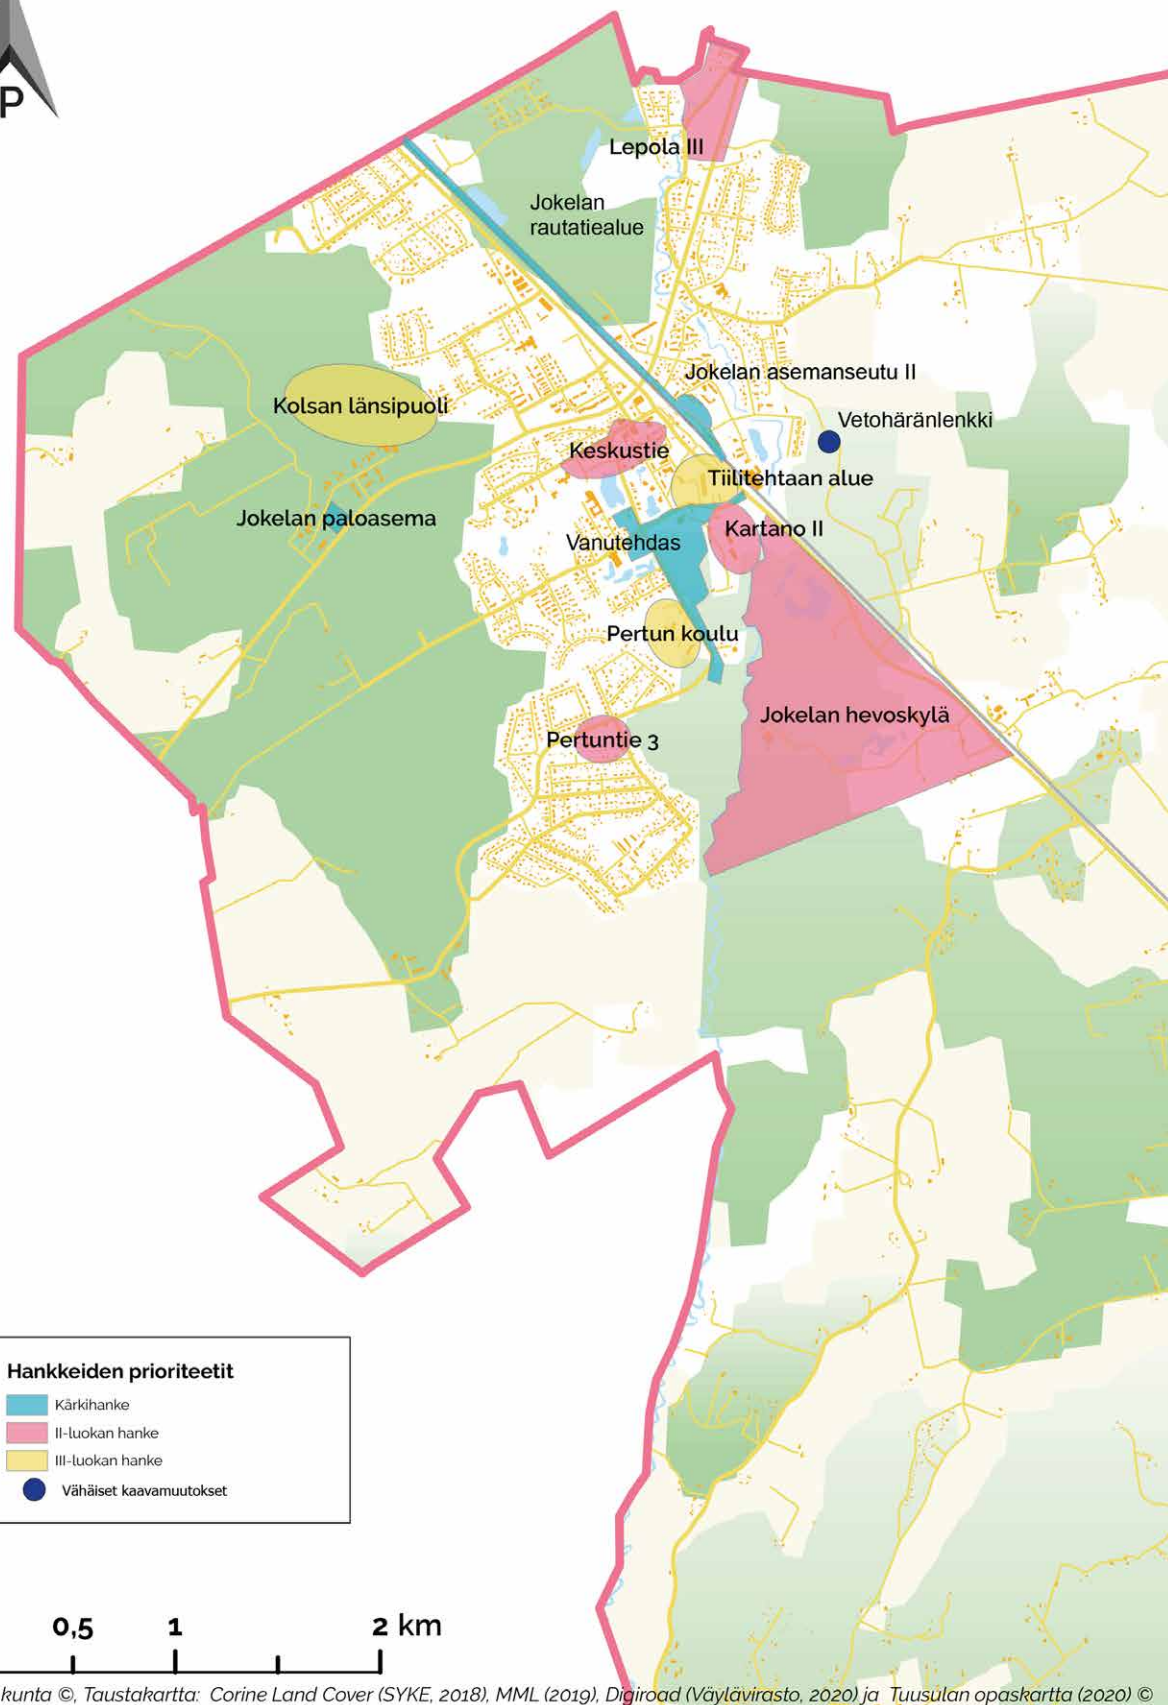 P
Lepola III
Jokelan
rautatiealue
Jokelan asemanseutu II
Kolsan länsipuoli
Vetohäränlenkki
Keskustie
Tiilitehtaan alue
Jokelan paloasema
Kartano II
Vanutehdas
Pertun koulu
Jokelan hevoskylä
Pertuntie 3
Hankkeiden prioriteetit
Kärkihanke
II-luokan hanke
III-luokan hanke
Vähäiset kaavamuutokset
0,5 1 2 km
kunta ©, Taustakartta: Corine Land Cover (SYKE, 2018), MML (2019), Digiroad (Väylävirasto, 2020) ja Tuusulan opaskartta (2020) ©